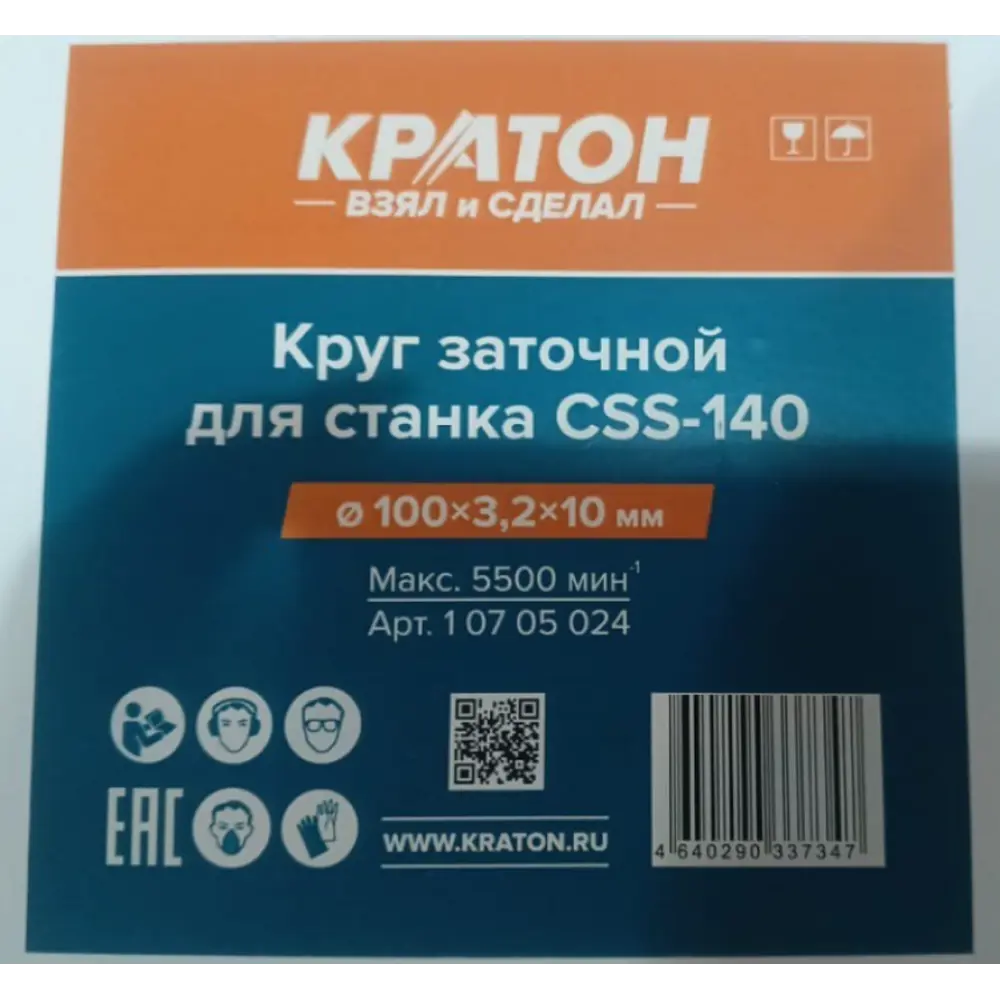 КРАТОН
ВЗЯЛ и СДЕЛАЛ
Круг заточной
для станка CSS-140
ø 100×3,2×10 мм
Макс. 5500 мин⁻¹
Арт. 1 07 05 024
EAC
WWW.KRATON.RU
4 640290 337347